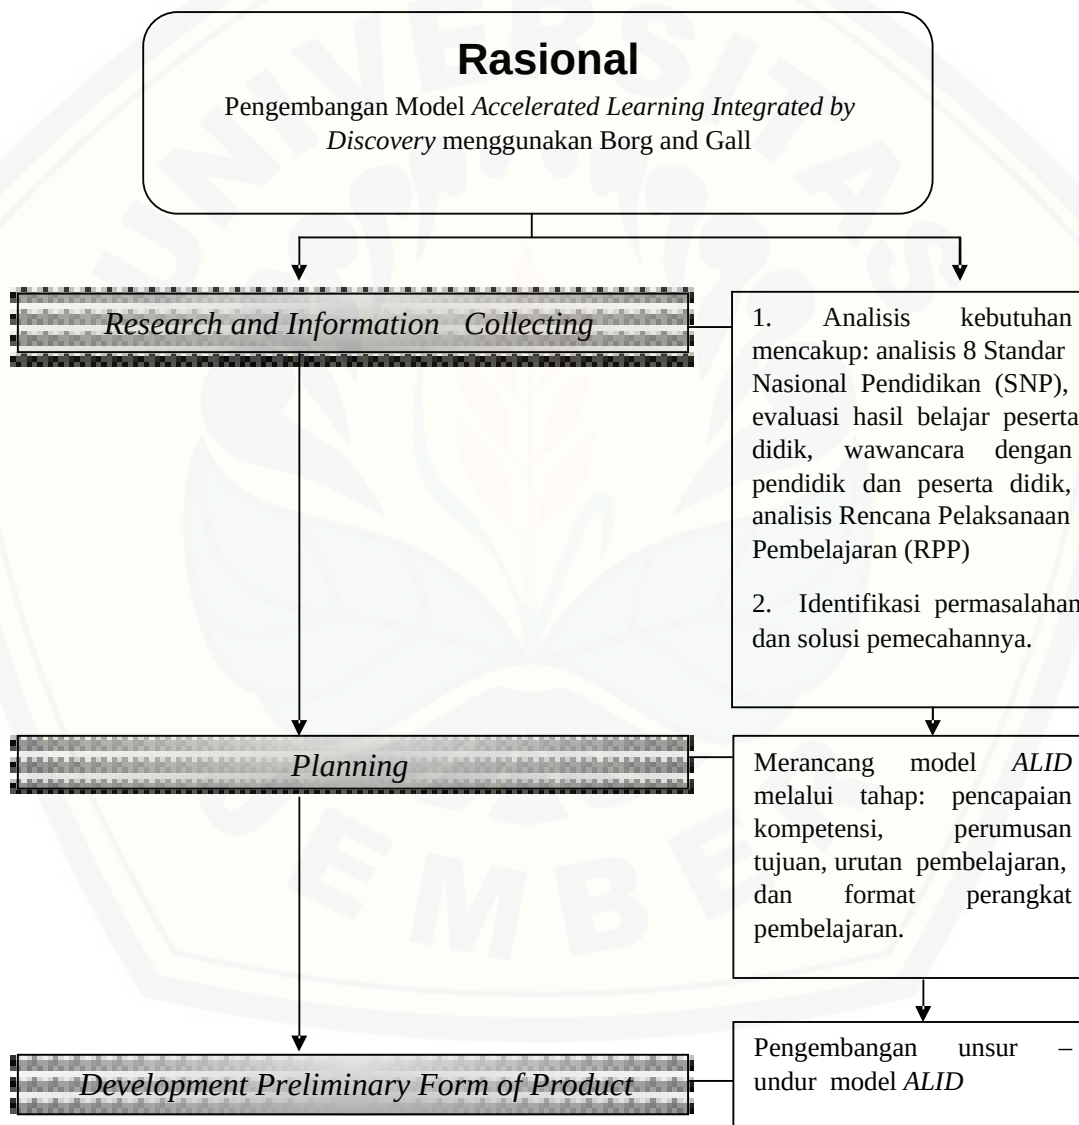 Rasional
Pengembangan Model Accelerated Learning Integrated by
Discovery menggunakan Borg and Gall
Research and Information Collecting
1. Analisis kebutuhan
mencakup: analisis 8 Standar
Nasional Pendidikan (SNP),
evaluasi hasil belajar peserta
didik, wawancara dengan
pendidik dan peserta didik,
analisis Rencana Pelaksanaan
Pembelajaran (RPP)
2. Identifikasi permasalahan
dan solusi pemecahannya.
Planning
Merancang model ALID
melalui tahap: pencapaian
kompetensi, perumusan
tujuan, urutan pembelajaran,
dan format perangkat
pembelajaran.
Development Preliminary Form of Product
Pengembangan unsur –
undur model ALID
UNIVERSITAS
JEMBER